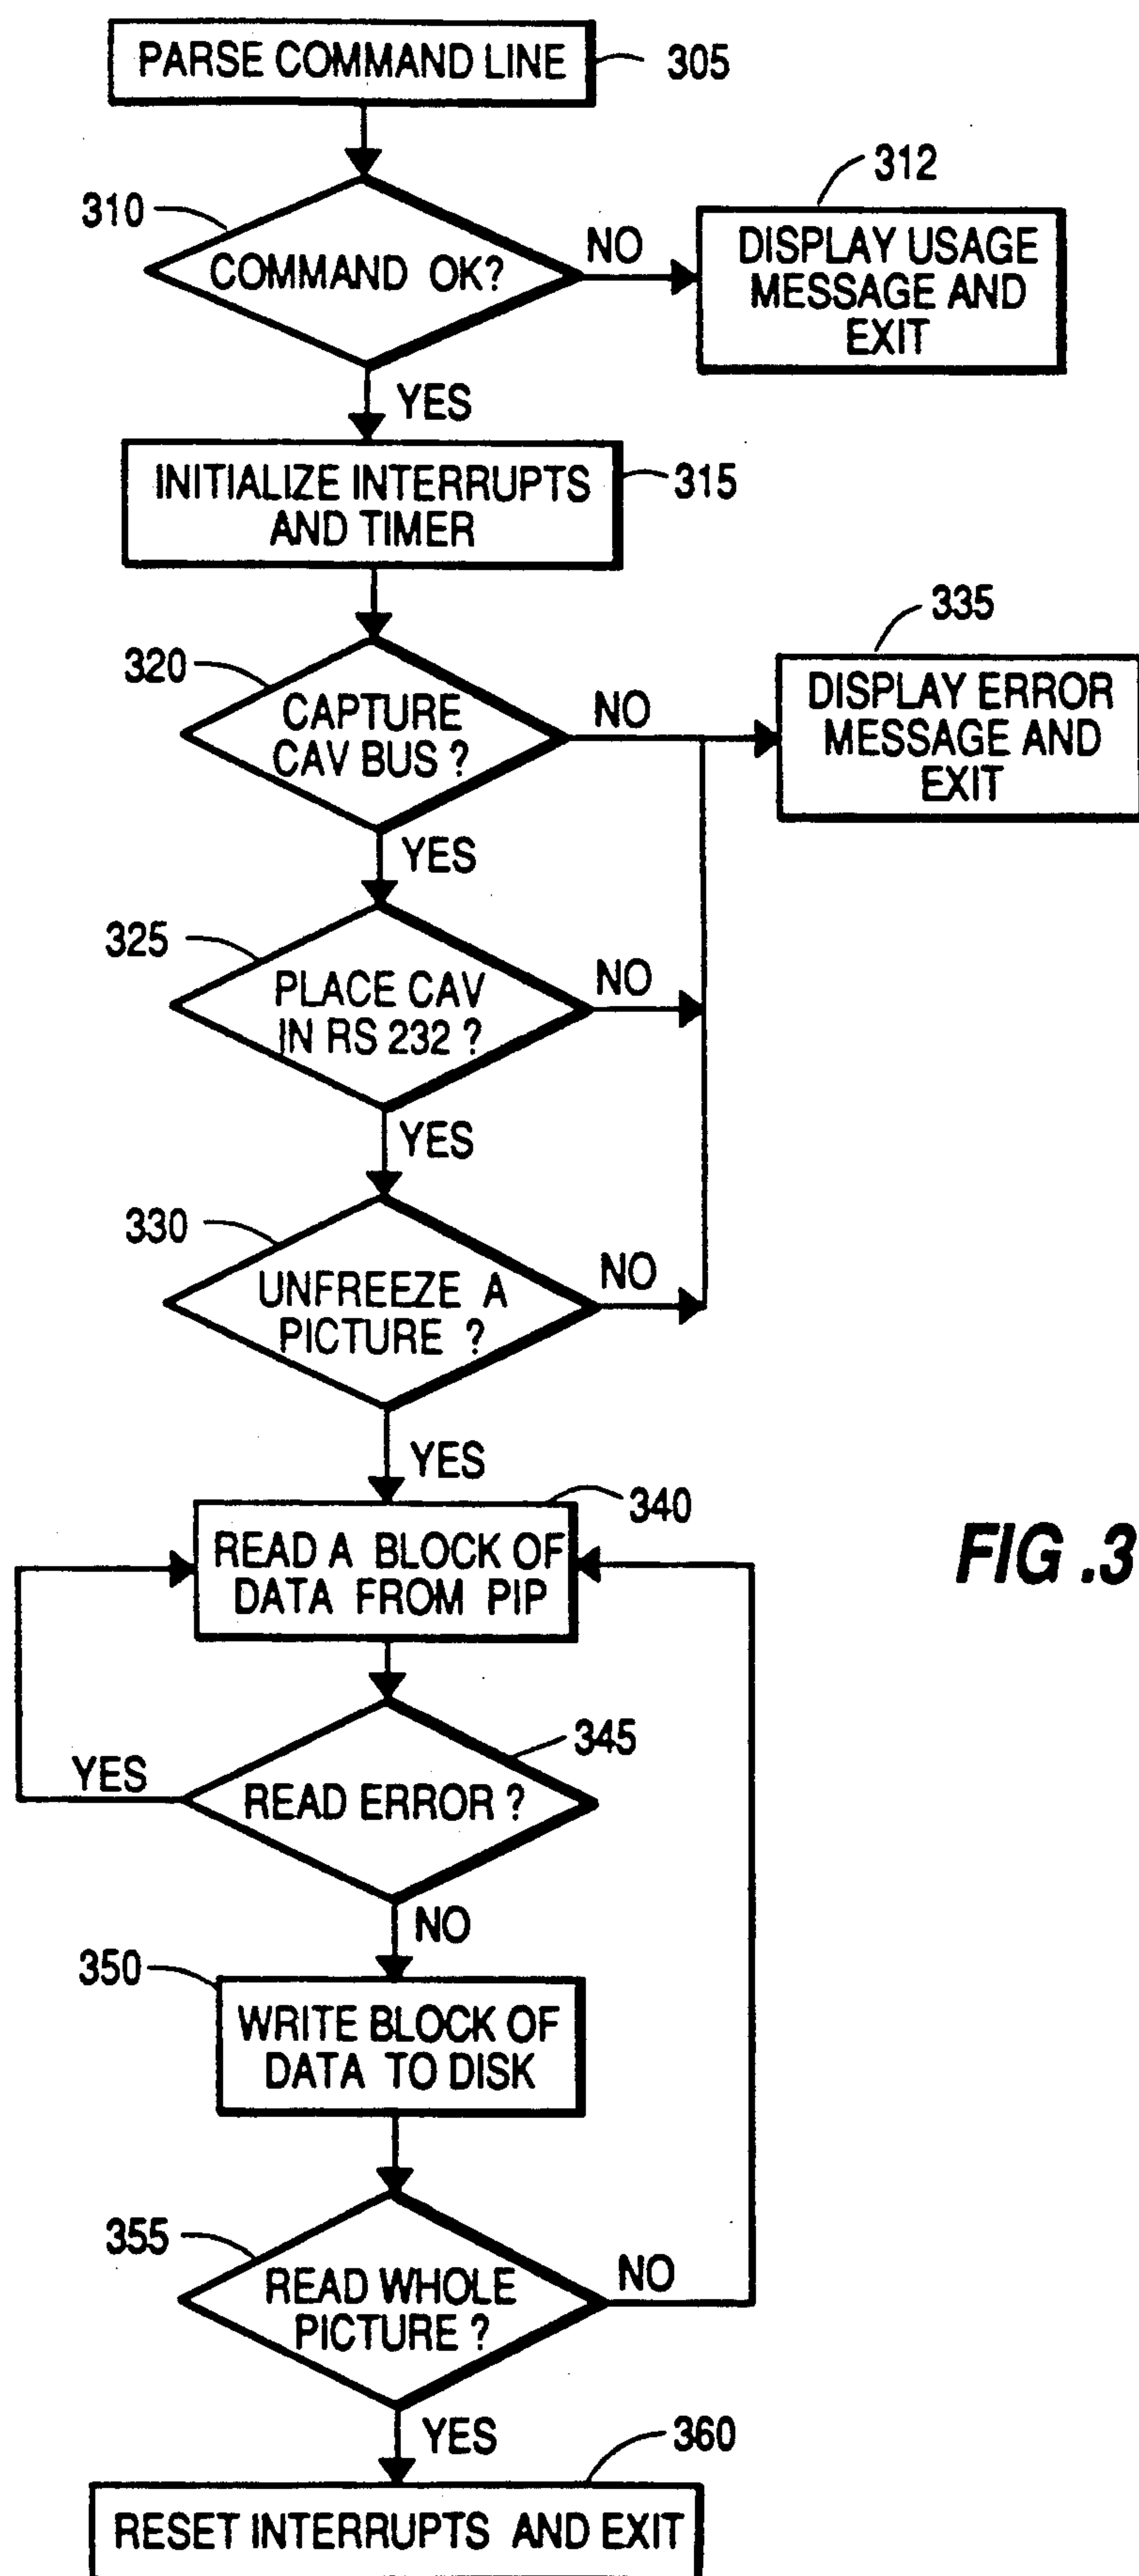 PARSE COMMAND LINE
305
310
COMMAND OK?
NO
312
DISPLAY USAGE
MESSAGE AND
EXIT
YES
INITIALIZE INTERRUPTS
AND TIMER
315
320
CAPTURE
CAV BUS ?
NO
335
DISPLAY ERROR
MESSAGE AND
EXIT
YES
325
PLACE CAV
IN RS 232 ?
NO
YES
330
UNFREEZE A
PICTURE ?
NO
YES
340
READ A BLOCK OF
DATA FROM PIP
FIG .3
345
READ ERROR ?
YES
NO
350
WRITE BLOCK OF
DATA TO DISK
355
READ WHOLE
PICTURE ?
NO
YES
360
RESET INTERRUPTS AND EXIT